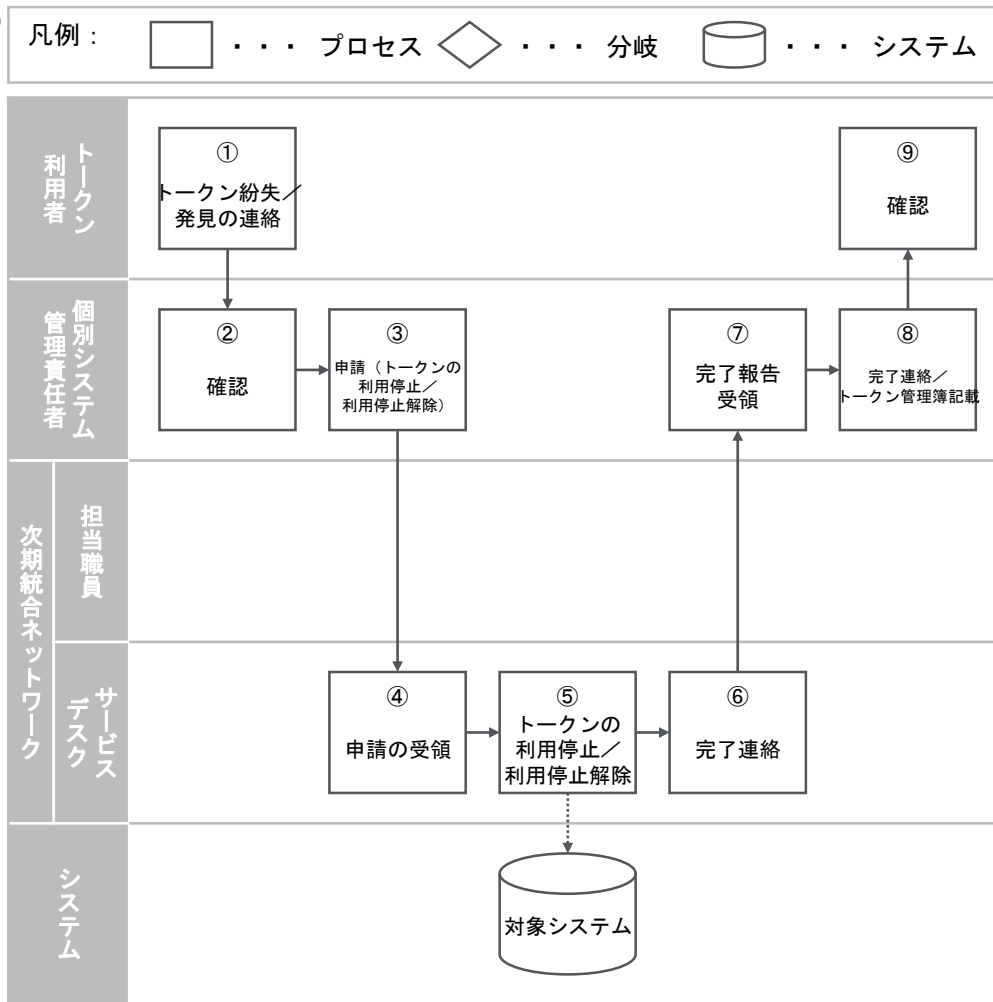 凡例：
・・・ プロセス
・・・ 分岐
・・・ システム
トークン
利用者
①
トークン紛失／
発見の連絡
⑨
確認
個別システム
管理責任者
②
確認
③
申請（トークンの
利用停止／
利用停止解除）
⑦
完了報告
受領
⑧
完了連絡／
トークン管理簿記載
次期統合ネットワーク
担当職員
サービス
デスク
④
申請の受領
⑤
トークンの
利用停止／
利用停止解除
⑥
完了連絡
システム
対象システム